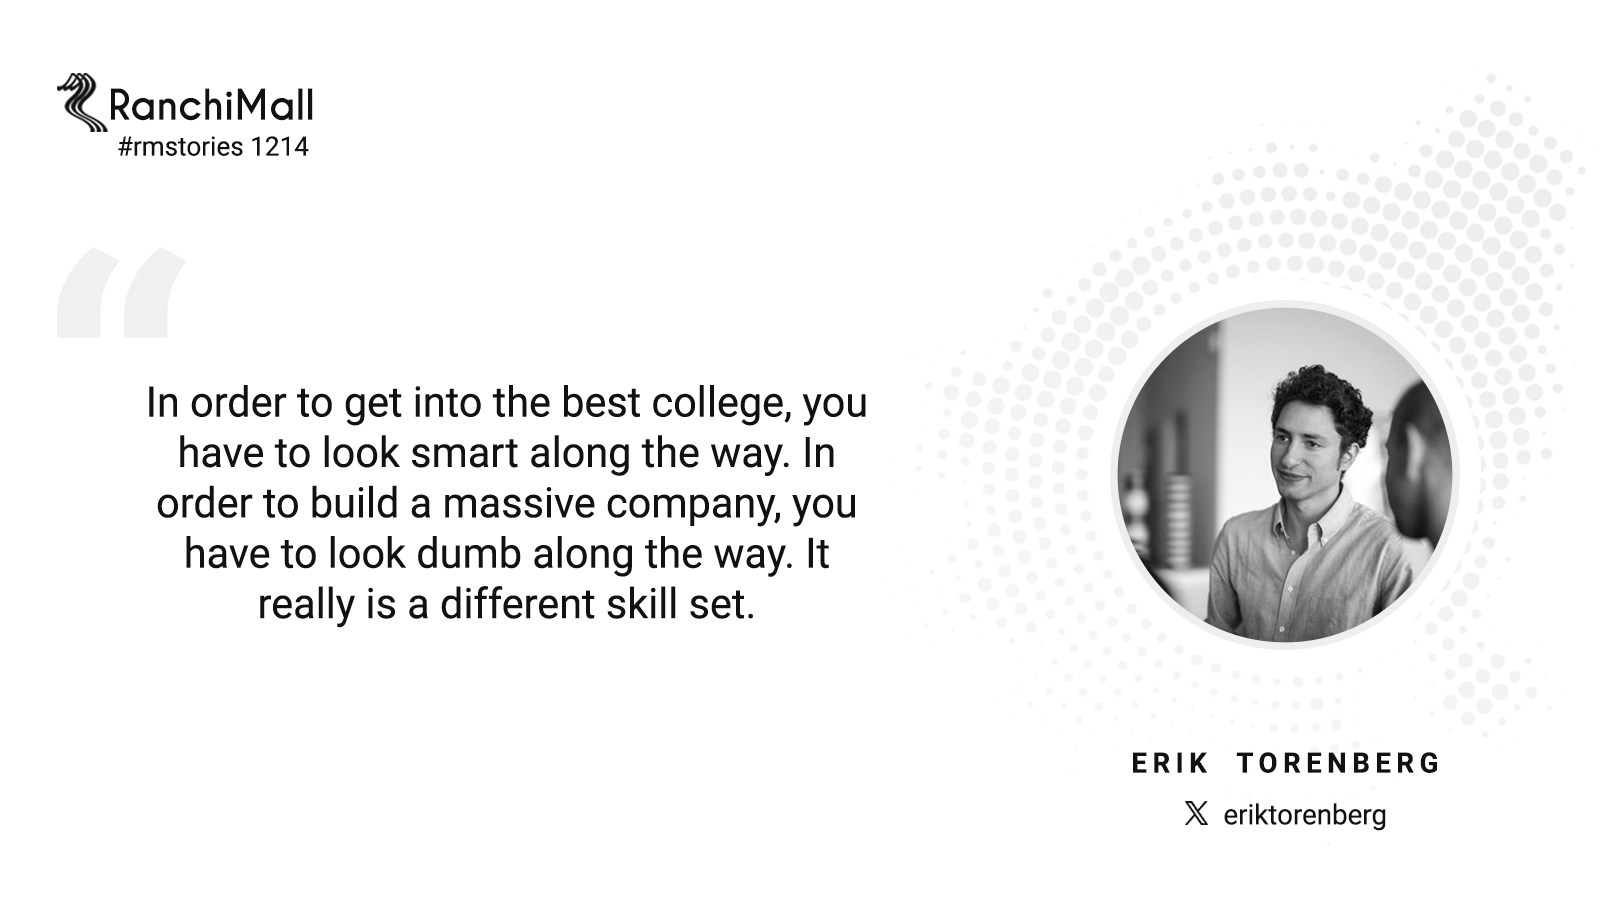 RanchiMall
#rmstories 1214
“
In order to get into the best college, you
have to look smart along the way. In
order to build a massive company, you
have to look dumb along the way. It
really is a different skill set.
ERIK TORENBERG
𝕏 eriktorenberg